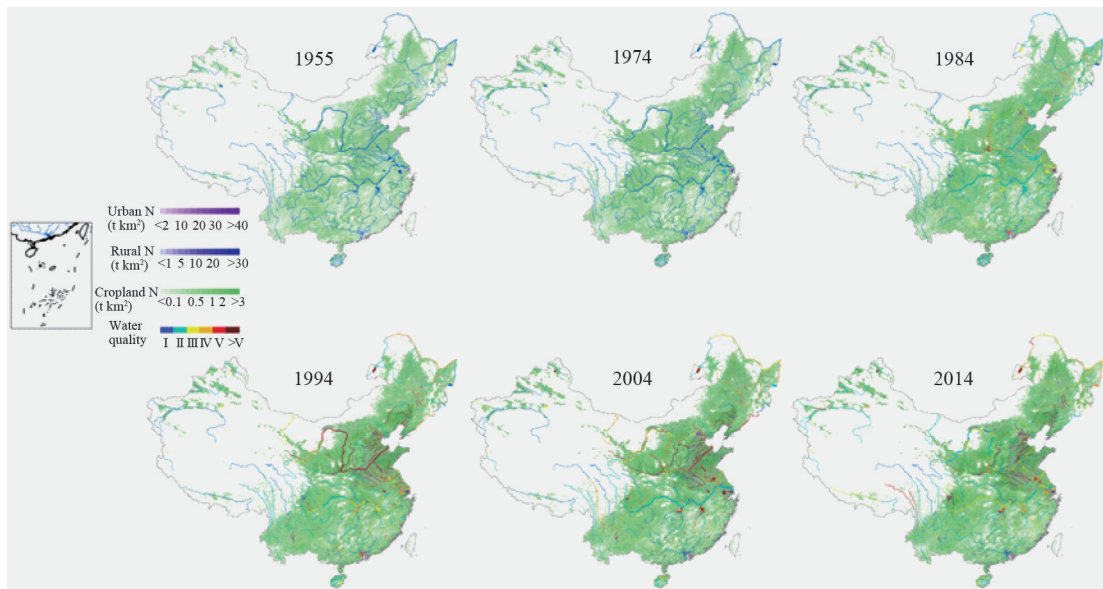 1955
1974
1984
Urban N
(t km²)
<2 10 20 30 >40
Rural N
(t km²)
<1 5 10 20 >30
Cropland N
(t km²)
<0.1 0.5 1 2 >3
Water
quality
I II III IV V >V
1994
2004
2014